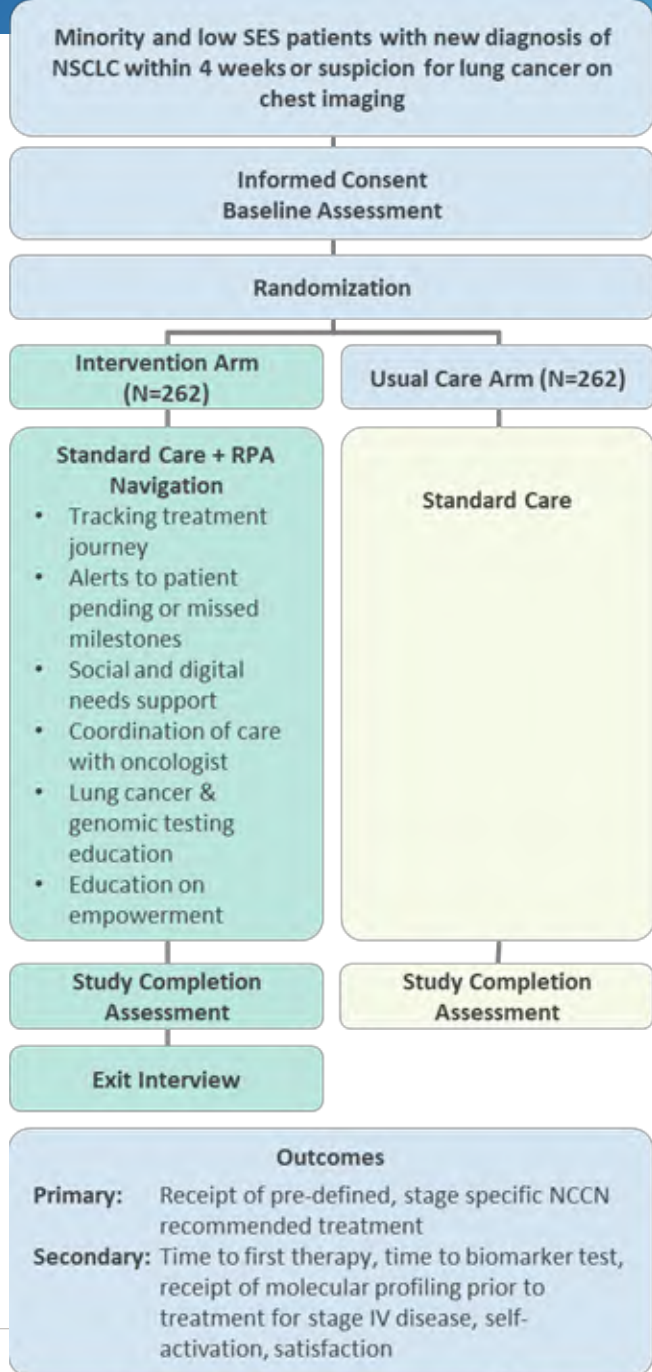 Minority and low SES patients with new diagnosis of
NSCLC within 4 weeks or suspicion for lung cancer on
chest imaging
Informed Consent
Baseline Assessment
Randomization
Intervention Arm
(N=262)
Usual Care Arm (N=262)
Standard Care + RPA
Navigation
• Tracking treatment
journey
• Alerts to patient
pending or missed
milestones
• Social and digital
needs support
• Coordination of care
with oncologist
• Lung cancer &
genomic testing
education
• Education on
empowerment
Standard Care
Study Completion
Assessment
Study Completion
Assessment
Exit Interview
Outcomes
Primary: Receipt of pre-defined, stage specific NCCN
recommended treatment
Secondary: Time to first therapy, time to biomarker test,
receipt of molecular profiling prior to
treatment for stage IV disease, self-
activation, satisfaction